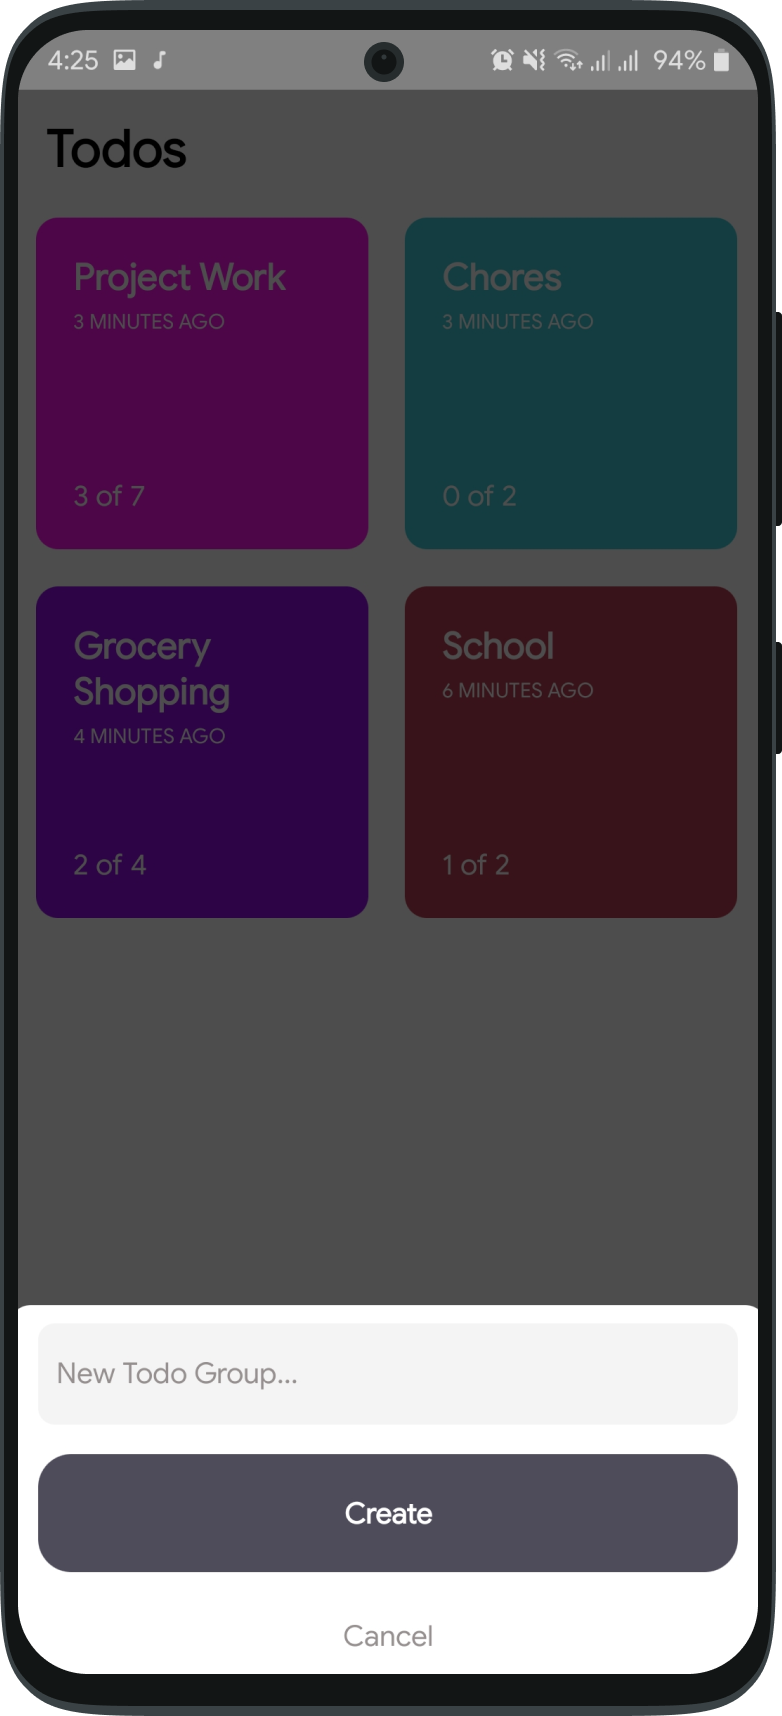 4:25 94%
Todos
Project Work
3 MINUTES AGO
3 of 7
Chores
3 MINUTES AGO
0 of 2
Grocery
Shopping
4 MINUTES AGO
2 of 4
School
6 MINUTES AGO
1 of 2
New Todo Group...
Create
Cancel